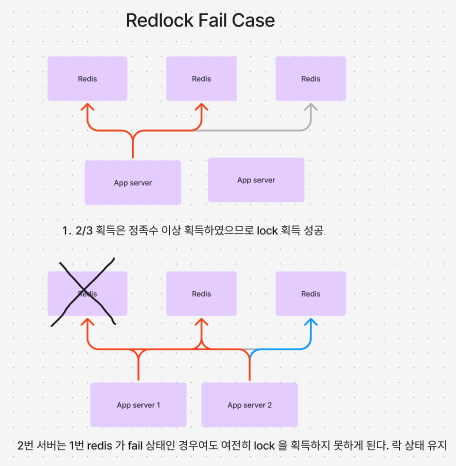 Redlock Fail Case
Redis Redis Redis
App server App server
1. 2/3 획득은 정족수 이상 획득하였으므로 lock 획득 성공
Redis Redis Redis
App server 1 App server 2
2번 서버는 1번 redis 가 fail 상태인 경우여도 여전히 lock 을 획득하지 못하게 된다. 락 상태 유지